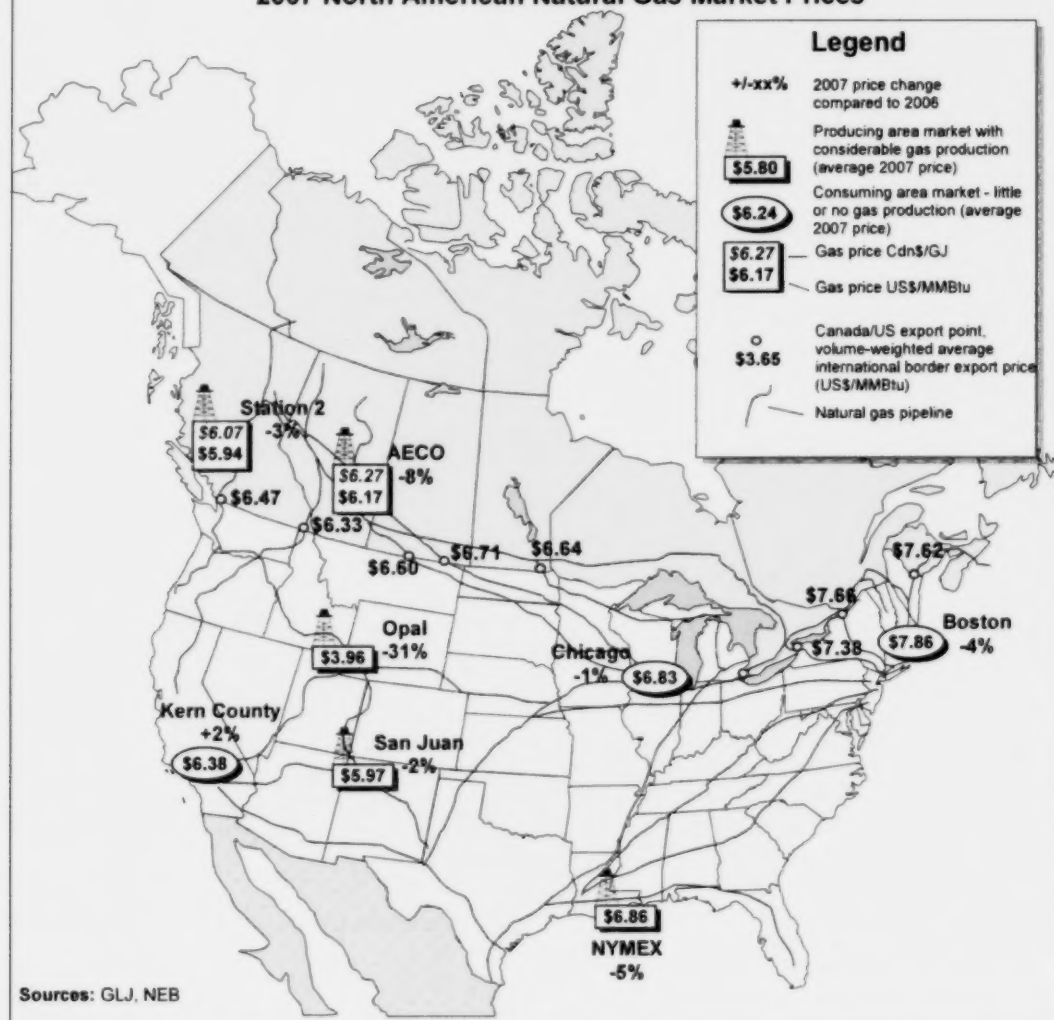 2007 North American Natural Gas Market Prices
Legend
+/-xx% 2007 price change
compared to 2006
Producing area market with
considerable gas production
(average 2007 price)
$5.80
Consuming area market - little
or no gas production (average
2007 price)
$6.24
$6.27 Gas price Cdn$/GJ
$6.17 Gas price US$/MMBtu
Canada/US export point,
volume-weighted average
international border export price
(US$/MMBtu)
$3.65
Natural gas pipeline
Station 2
-3%
$6.07
$5.94
AECO
-8%
$6.27
$6.17
$6.47
$6.33
$6.60
$6.71
$6.64
$7.62
$7.66
$7.38
Boston
-4%
$7.86
Opal
-31%
$3.96
Chicago
-1%
$6.83
Kern County
+2%
$6.38
San Juan
-2%
$5.97
$6.86
NYMEX
-5%
Sources: GLJ, NEB